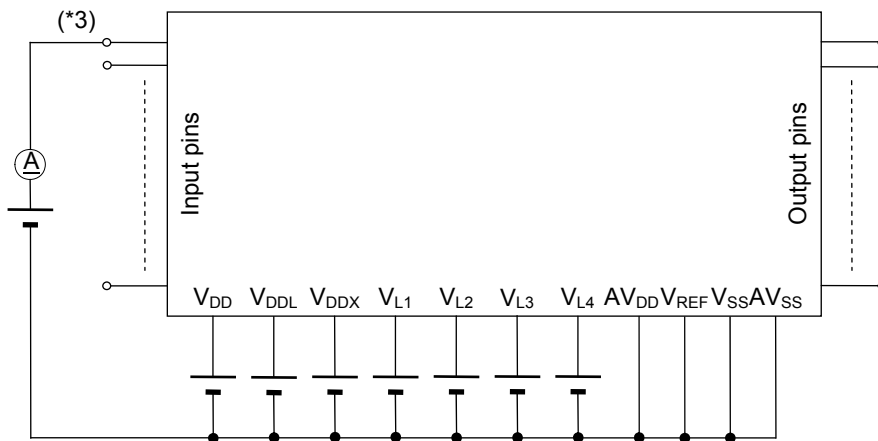 (*3)
A
Input pins
Output pins
VDD VDDL VDDX VL1 VL2 VL3 VL4 AVDD VREF VSS AVSS